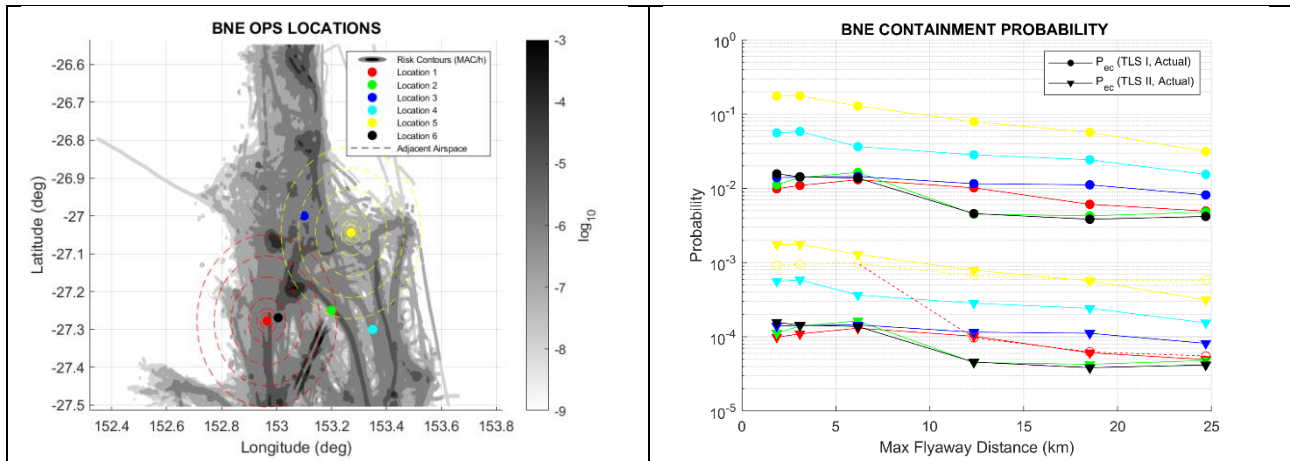 BNE OPS LOCATIONS
-26.6
-26.7
-26.8
-26.9
-27
-27.1
-27.2
-27.3
-27.4
-27.5
Latitude (deg)
152.4 152.6 152.8 153 153.2 153.4 153.6 153.8
Longitude (deg)
Risk Contours (MAC/h)
Location 1
Location 2
Location 3
Location 4
Location 5
Location 6
Adjacent Airspace
-3
-4
-5
-6
-7
-8
-9
log10
BNE CONTAINMENT PROBABILITY
10^0
10^-1
10^-2
10^-3
10^-4
10^-5
Probability
0 5 10 15 20 25
Max Flyaway Distance (km)
P_ec (TLS I, Actual)
P_ec (TLS II, Actual)